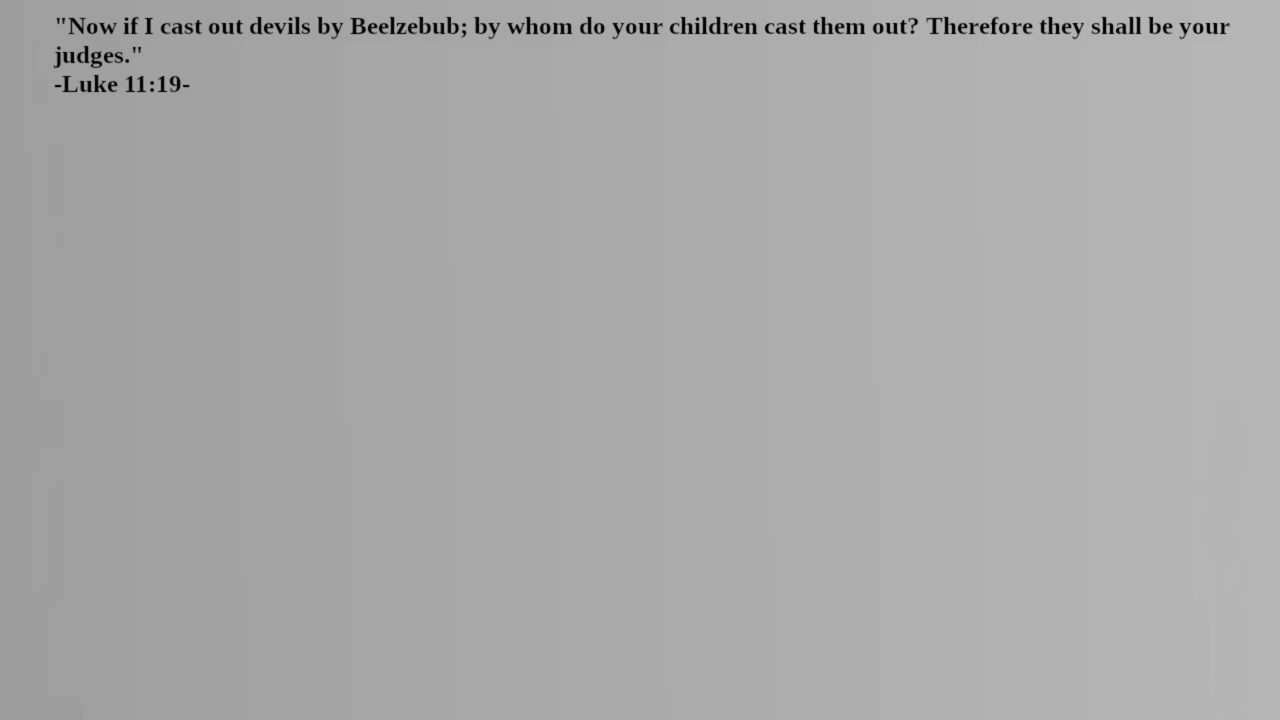 "Now if I cast out devils by Beelzebub; by whom do your children cast them out? Therefore they shall be your
judges."
-Luke 11:19-